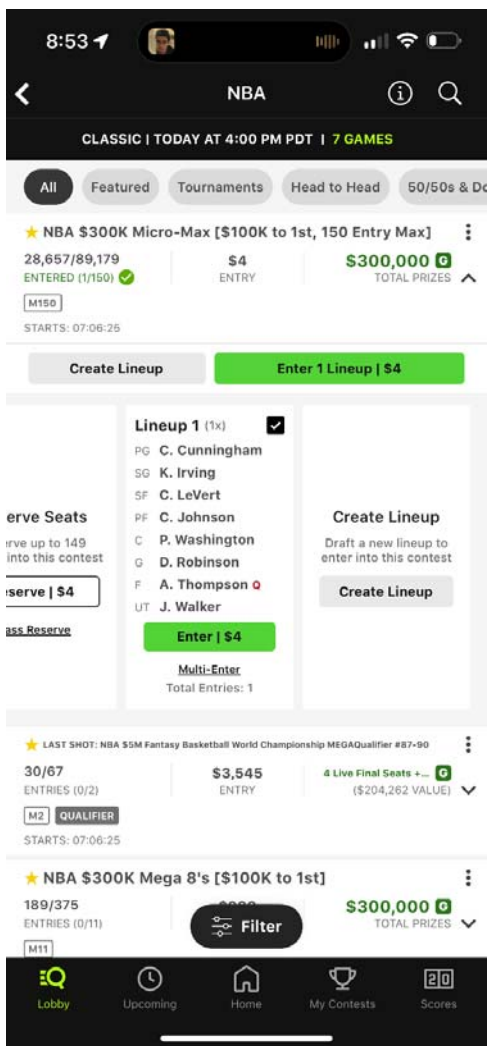 8:53
NBA
CLASSIC | TODAY AT 4:00 PM PDT | 7 GAMES
All Featured Tournaments Head to Head 50/50s & Do
NBA $300K Micro-Max [$100K to 1st, 150 Entry Max]
28,657/89,179 $4 $300,000 G
ENTERED (1/150) ENTRY TOTAL PRIZES
M150
STARTS: 07:06:25
Create Lineup Enter 1 Lineup | $4
Lineup 1 (1x)
PG C. Cunningham
SG K. Irving
SF C. LeVert
erve Seats PF C. Johnson Create Lineup
erve up to 149 C P. Washington Draft a new lineup to
into this contest G D. Robinson enter into this contest
serve | $4 F A. Thompson Q Create Lineup
UT J. Walker
ass Reserve Enter | $4
Multi-Enter
Total Entries: 1
LAST SHOT: NBA $5M Fantasy Basketball World Championship MEGAQualifier #87-90
30/67 $3,545 4 Live Final Seats +... G
ENTRIES (0/2) ENTRY ($204,262 VALUE)
M2 QUALIFIER
STARTS: 07:06:25
NBA $300K Mega 8's [$100K to 1st]
189/375 $300,000 G
ENTRIES (0/11) Filter TOTAL PRIZES
M11
Lobby Upcoming Home My Contests 20 Scores